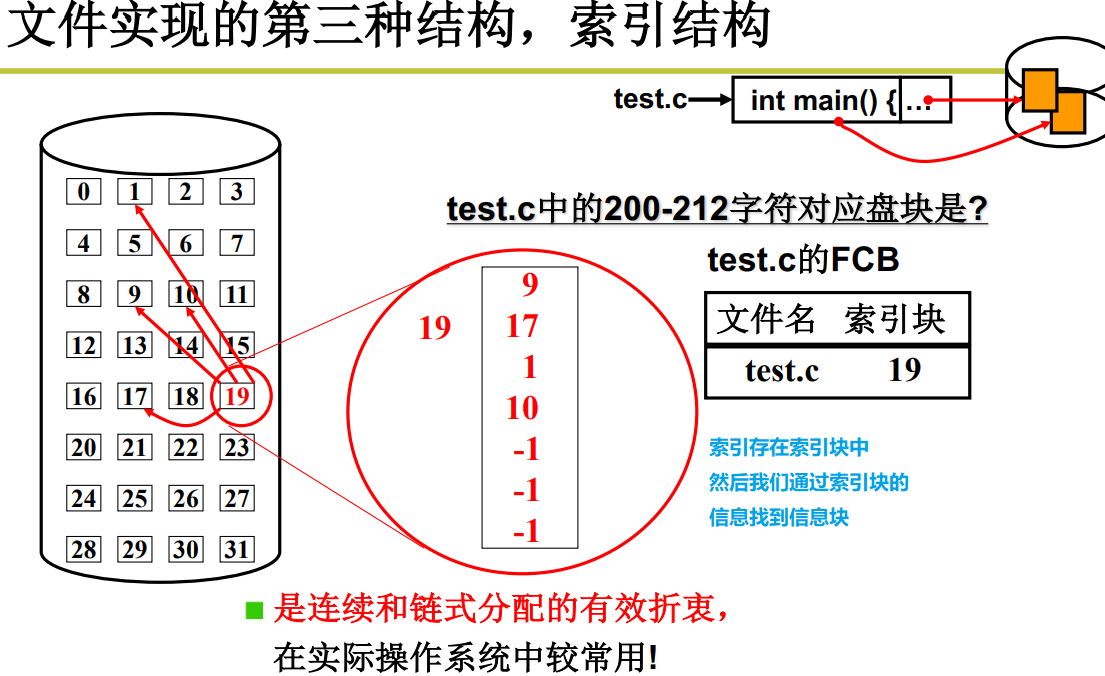 文件实现的第三种结构，索引结构
test.c
int main() {
...
0 1 2 3
4 5 6 7
8 9 10 11
12 13 14 15
16 17 18 19
20 21 22 23
24 25 26 27
28 29 30 31
test.c中的200-212字符对应盘块是?
19
9
17
1
10
-1
-1
-1
test.c的FCB
文件名 索引块
test.c 19
索引存在索引块中
然后我们通过索引块的
信息找到信息块
是连续和链式分配的有效折衷，
在实际操作系统中较常用!